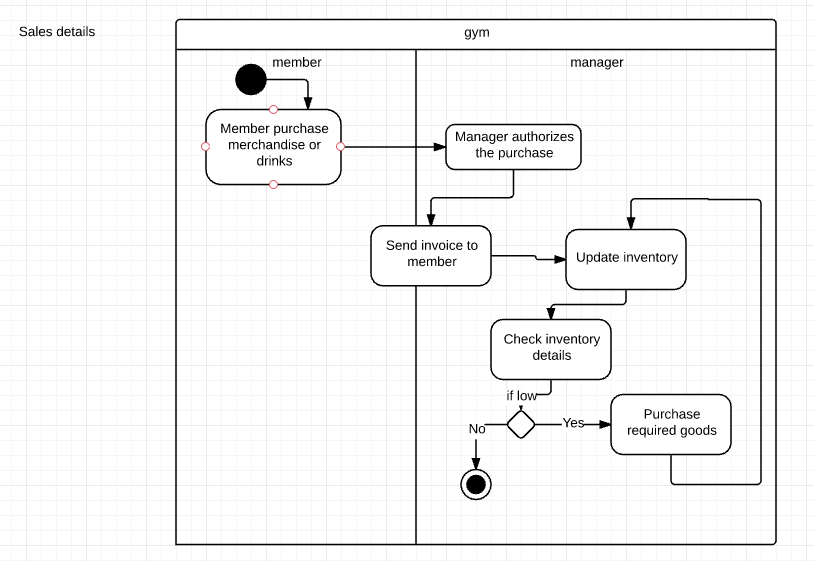 Sales details
gym
member
manager
Member purchase
merchandise or
drinks
Manager authorizes
the purchase
Send invoice to
member
Update inventory
Check inventory
details
if low
No
Yes
Purchase
required goods